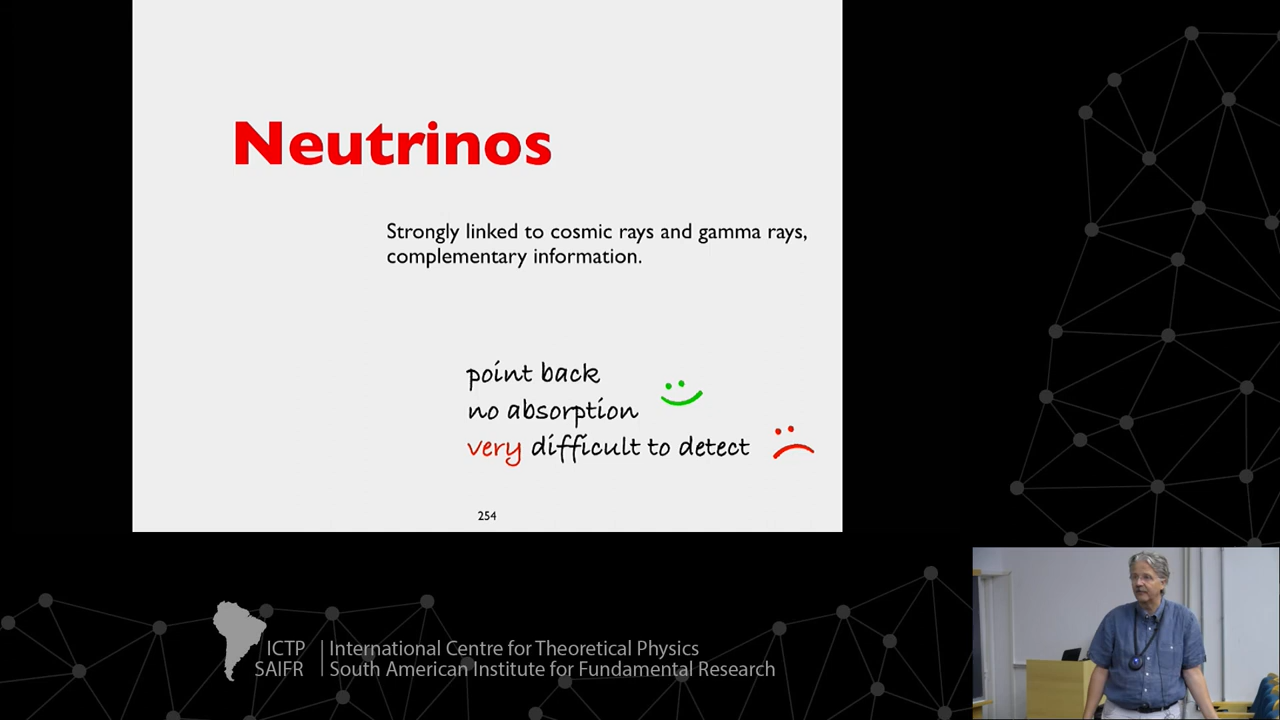 Neutrinos
Strongly linked to cosmic rays and gamma rays,
complementary information.
point back
no absorption
very difficult to detect
254
ICTP | International Centre for Theoretical Physics
SAIFR | South American Institute for Fundamental Research